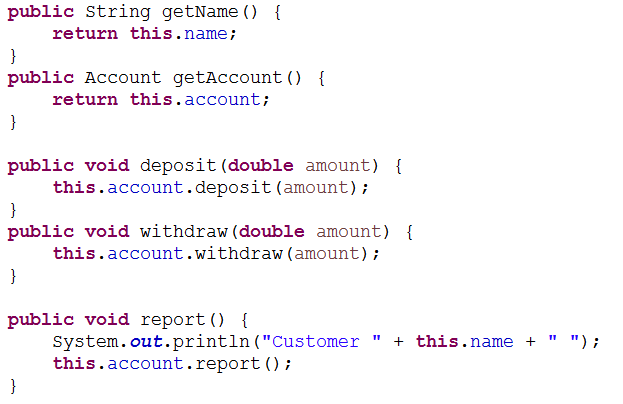 public String getName() {
    return this.name;
}
public Account getAccount() {
    return this.account;
}

public void deposit(double amount) {
    this.account.deposit(amount);
}
public void withdraw(double amount) {
    this.account.withdraw(amount);
}

public void report() {
    System.out.println("Customer " + this.name + " ");
    this.account.report();
}